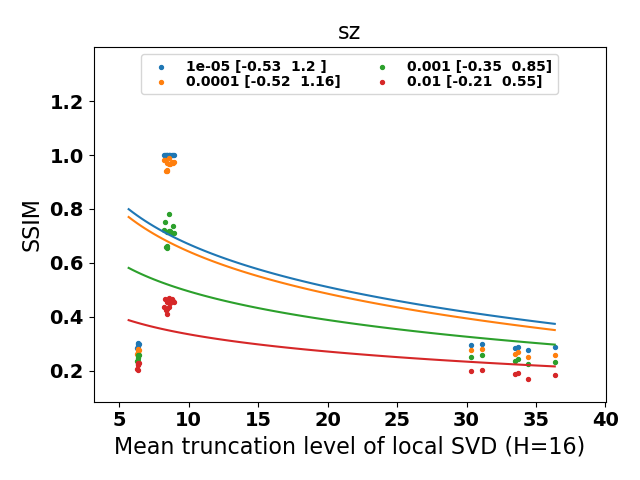 sz
1e-05 [-0.53  1.2 ]
0.0001 [-0.52  1.16]
0.001 [-0.35  0.85]
0.01 [-0.21  0.55]
SSIM
1.2
1.0
0.8
0.6
0.4
0.2
5 10 15 20 25 30 35 40
Mean truncation level of local SVD (H=16)